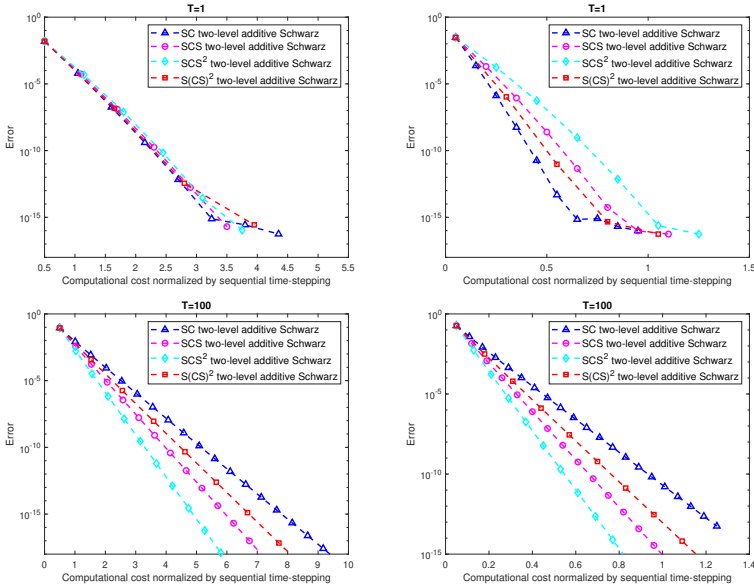 T=1
10^0
10^-5
10^-10
10^-15
Error
SC two-level additive Schwarz
SCS two-level additive Schwarz
SCS^2 two-level additive Schwarz
S(CS)^2 two-level additive Schwarz
0.5 1 1.5 2 2.5 3 3.5 4 4.5 5 5.5
Computational cost normalized by sequential time-stepping
T=1
10^0
10^-5
10^-10
10^-15
Error
SC two-level additive Schwarz
SCS two-level additive Schwarz
SCS^2 two-level additive Schwarz
S(CS)^2 two-level additive Schwarz
0 0.5 1 1.5
Computational cost normalized by sequential time-stepping
T=100
10^0
10^-5
10^-10
10^-15
Error
SC two-level additive Schwarz
SCS two-level additive Schwarz
SCS^2 two-level additive Schwarz
S(CS)^2 two-level additive Schwarz
0 1 2 3 4 5 6 7 8 9 10
Computational cost normalized by sequential time-stepping
T=100
10^0
10^-5
10^-10
10^-15
Error
SC two-level additive Schwarz
SCS two-level additive Schwarz
SCS^2 two-level additive Schwarz
S(CS)^2 two-level additive Schwarz
0 0.2 0.4 0.6 0.8 1 1.2 1.4
Computational cost normalized by sequential time-stepping